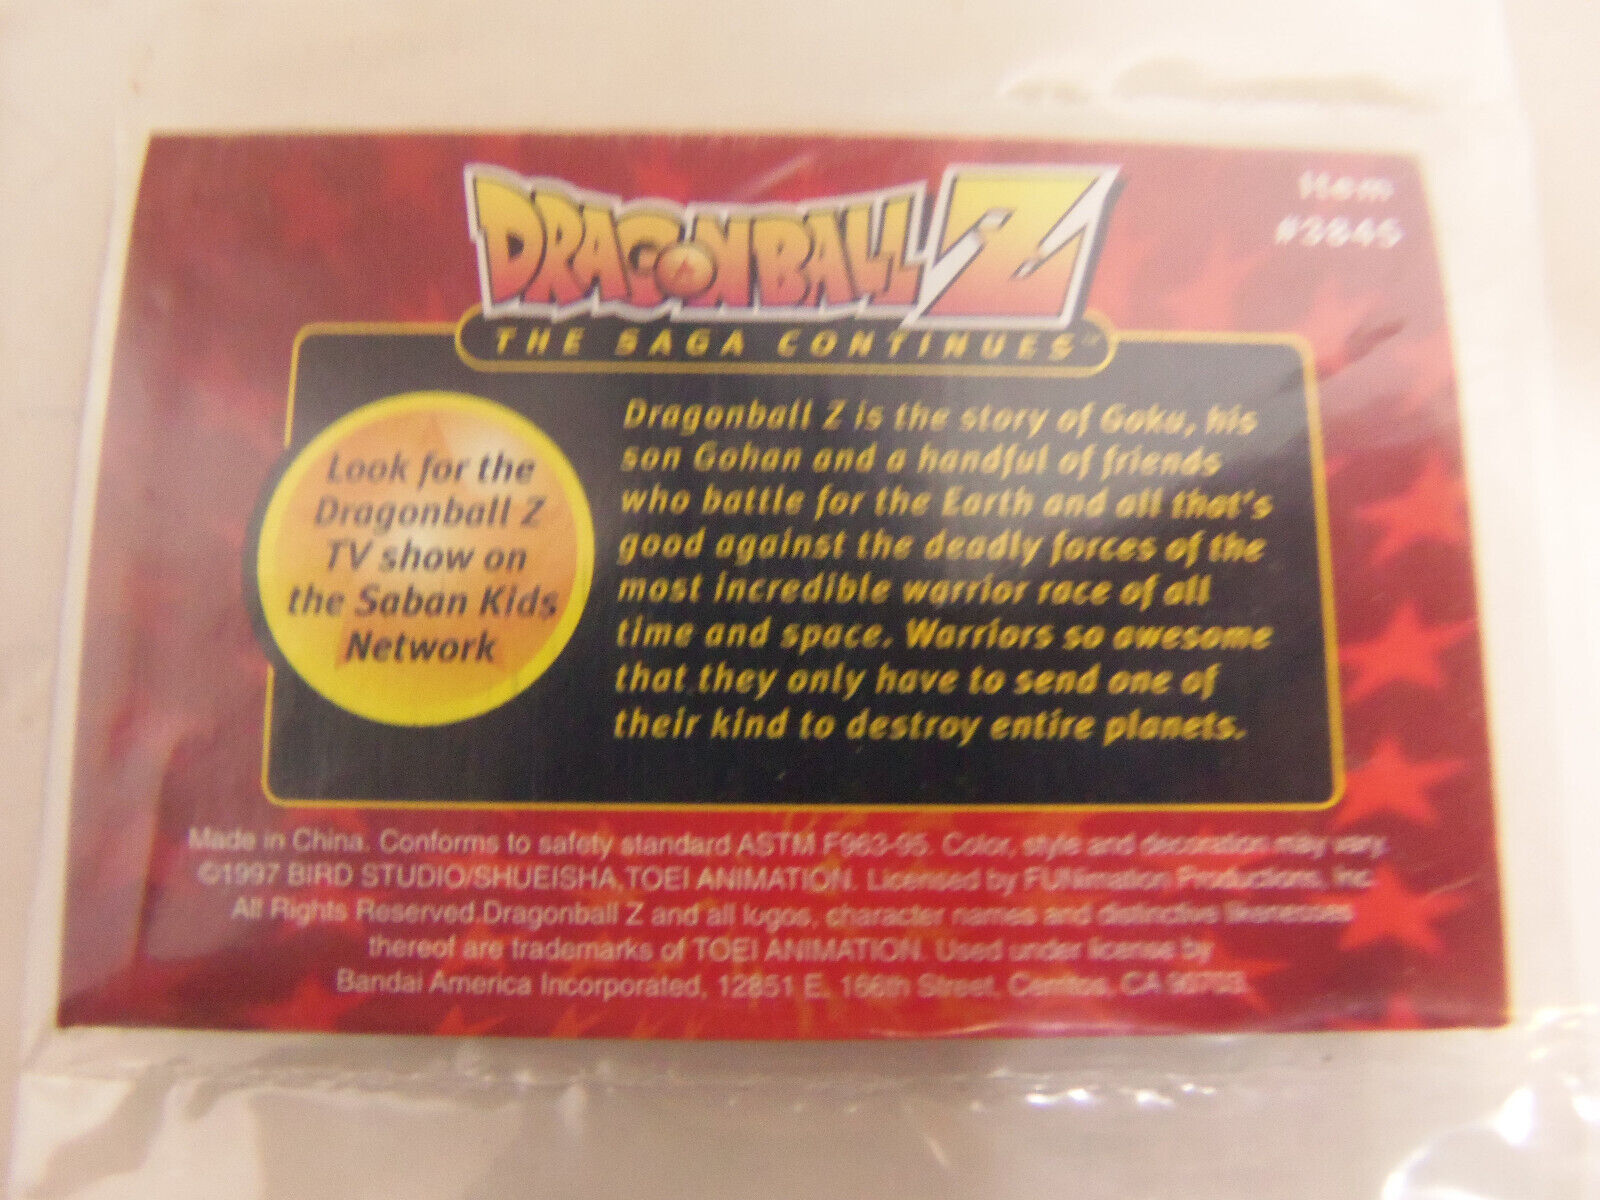 item
#3845
DRAGONBALL Z
THE SAGA CONTINUES™
Look for the
Dragonball Z
TV show on
the Saban Kids
Network
Dragonball Z is the story of Goku, his
son Gohan and a handful of friends
who battle for the Earth and all that's
good against the deadly forces of the
most incredible warrior race of all
time and space. Warriors so awesome
that they only have to send one of
their kind to destroy entire planets.
Made in China. Conforms to safety standard ASTM F963-95. Color, style and decoration may vary.
©1997 BIRD STUDIO/SHUEISHA, TOEI ANIMATION. Licensed by FUNimation Productions, Inc.
All Rights Reserved.Dragonball Z and all logos, character names and distinctive likenesses
thereof are trademarks of TOEI ANIMATION. Used under license by
Bandai America Incorporated, 12851 E. 166th Street, Cerritos, CA 90703.